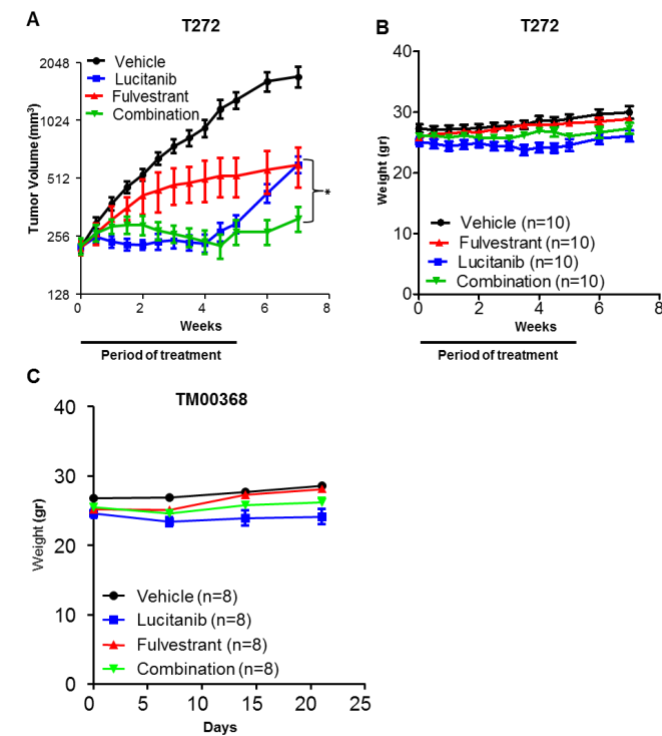 A
T272
Tumor Volume (mm³)
2048
1024
512
256
128
Vehicle
Lucitanib
Fulvestrant
Combination
*
0
2
4
6
8
Weeks
Period of treatment
B
T272
Weight (gr)
40
30
20
10
0
Vehicle (n=10)
Fulvestrant (n=10)
Lucitanib (n=10)
Combination (n=10)
0
2
4
6
8
Weeks
Period of treatment
C
TM00368
Weight (gr)
40
30
20
10
0
Vehicle (n=8)
Lucitanib (n=8)
Fulvestrant (n=8)
Combination (n=8)
0
5
10
15
20
25
Days